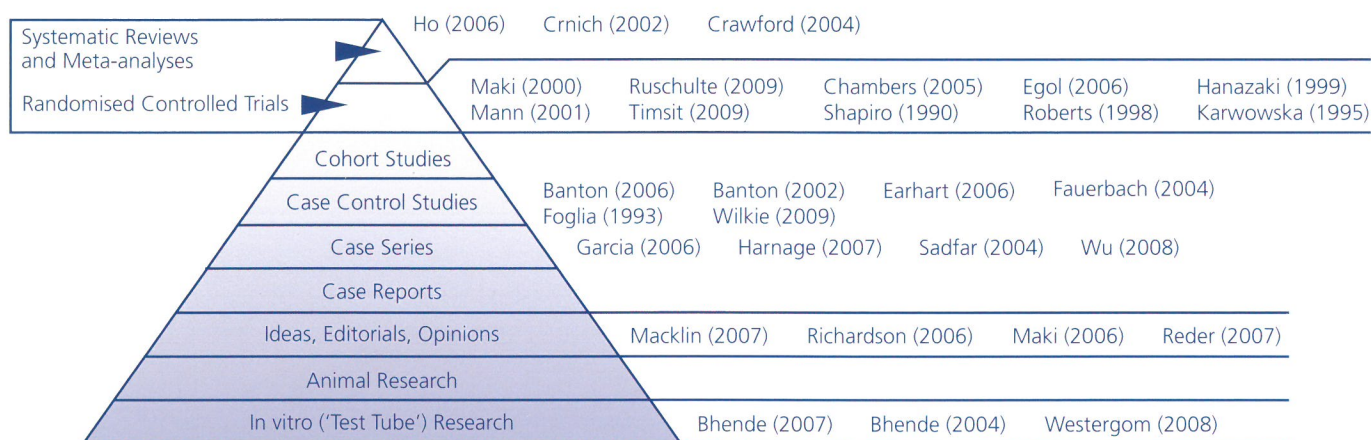 Ho (2006) Crnich (2002) Crawford (2004)
Systematic Reviews
and Meta-analyses
Randomised Controlled Trials
Maki (2000) Ruschulte (2009) Chambers (2005) Egol (2006) Hanazaki (1999)
Mann (2001) Timsit (2009) Shapiro (1990) Roberts (1998) Karwowska (1995)
Cohort Studies
Case Control Studies
Banton (2006) Banton (2002) Earhart (2006) Fauerbach (2004)
Foglia (1993) Wilkie (2009)
Case Series
Garcia (2006) Harnage (2007) Sadfar (2004) Wu (2008)
Case Reports
Ideas, Editorials, Opinions
Macklin (2007) Richardson (2006) Maki (2006) Reder (2007)
Animal Research
In vitro ('Test Tube') Research
Bhende (2007) Bhende (2004) Westergom (2008)